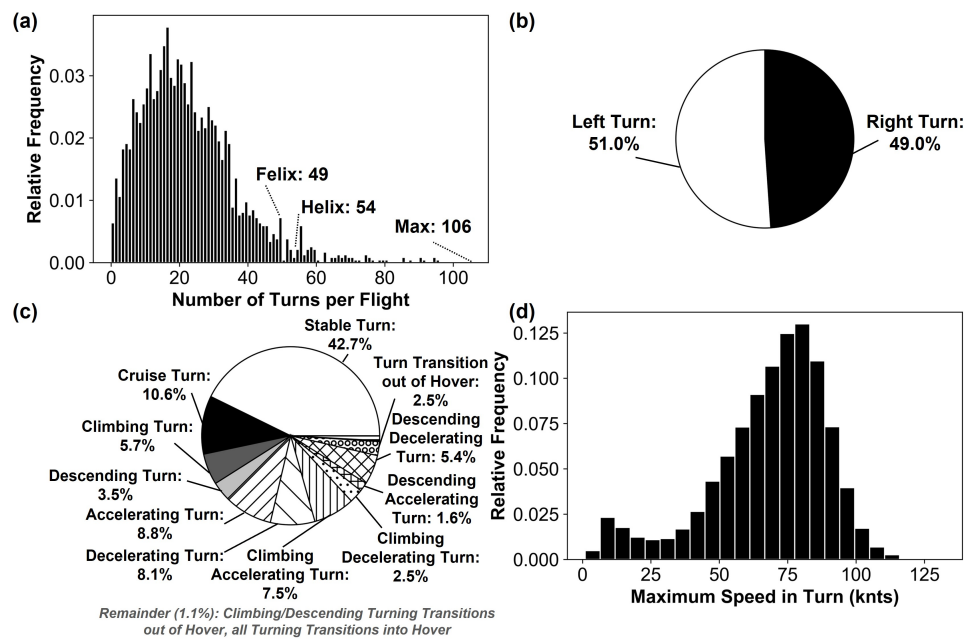 (a)
Relative Frequency
0.03
0.02
0.01
0.00
0
20
40
60
80
100
Number of Turns per Flight
Felix: 49
Helix: 54
Max: 106
(b)
Left Turn:
51.0%
Right Turn:
49.0%
(c)
Stable Turn:
42.7%
Turn Transition
out of Hover:
2.5%
Descending
Decelerating
Turn: 5.4%
Descending
Accelerating
Turn: 1.6%
Climbing
Decelerating Turn:
2.5%
Climbing
Accelerating Turn:
7.5%
Decelerating Turn:
8.1%
Accelerating Turn:
8.8%
Descending Turn:
3.5%
Climbing Turn:
5.7%
Cruise Turn:
10.6%
Remainder (1.1%): Climbing/Descending Turning Transitions
out of Hover, all Turning Transitions into Hover
(d)
Relative Frequency
0.125
0.100
0.075
0.050
0.025
0.000
0
25
50
75
100
125
Maximum Speed in Turn (knts)